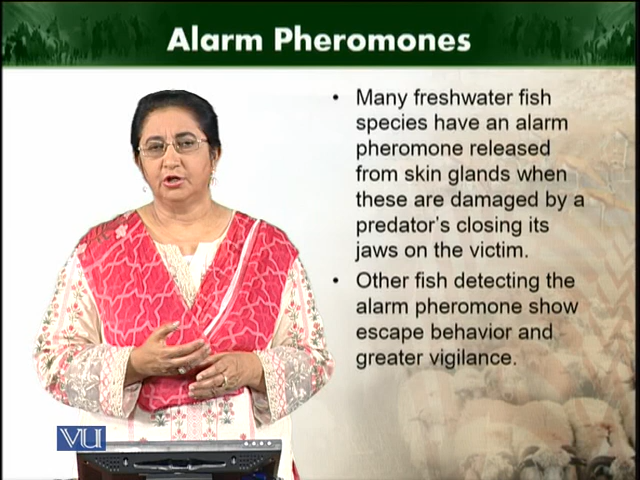 Alarm Pheromones
• Many freshwater fish
species have an alarm
pheromone released
from skin glands when
these are damaged by a
predator's closing its
jaws on the victim.
• Other fish detecting the
alarm pheromone show
escape behavior and
greater vigilance.
VU